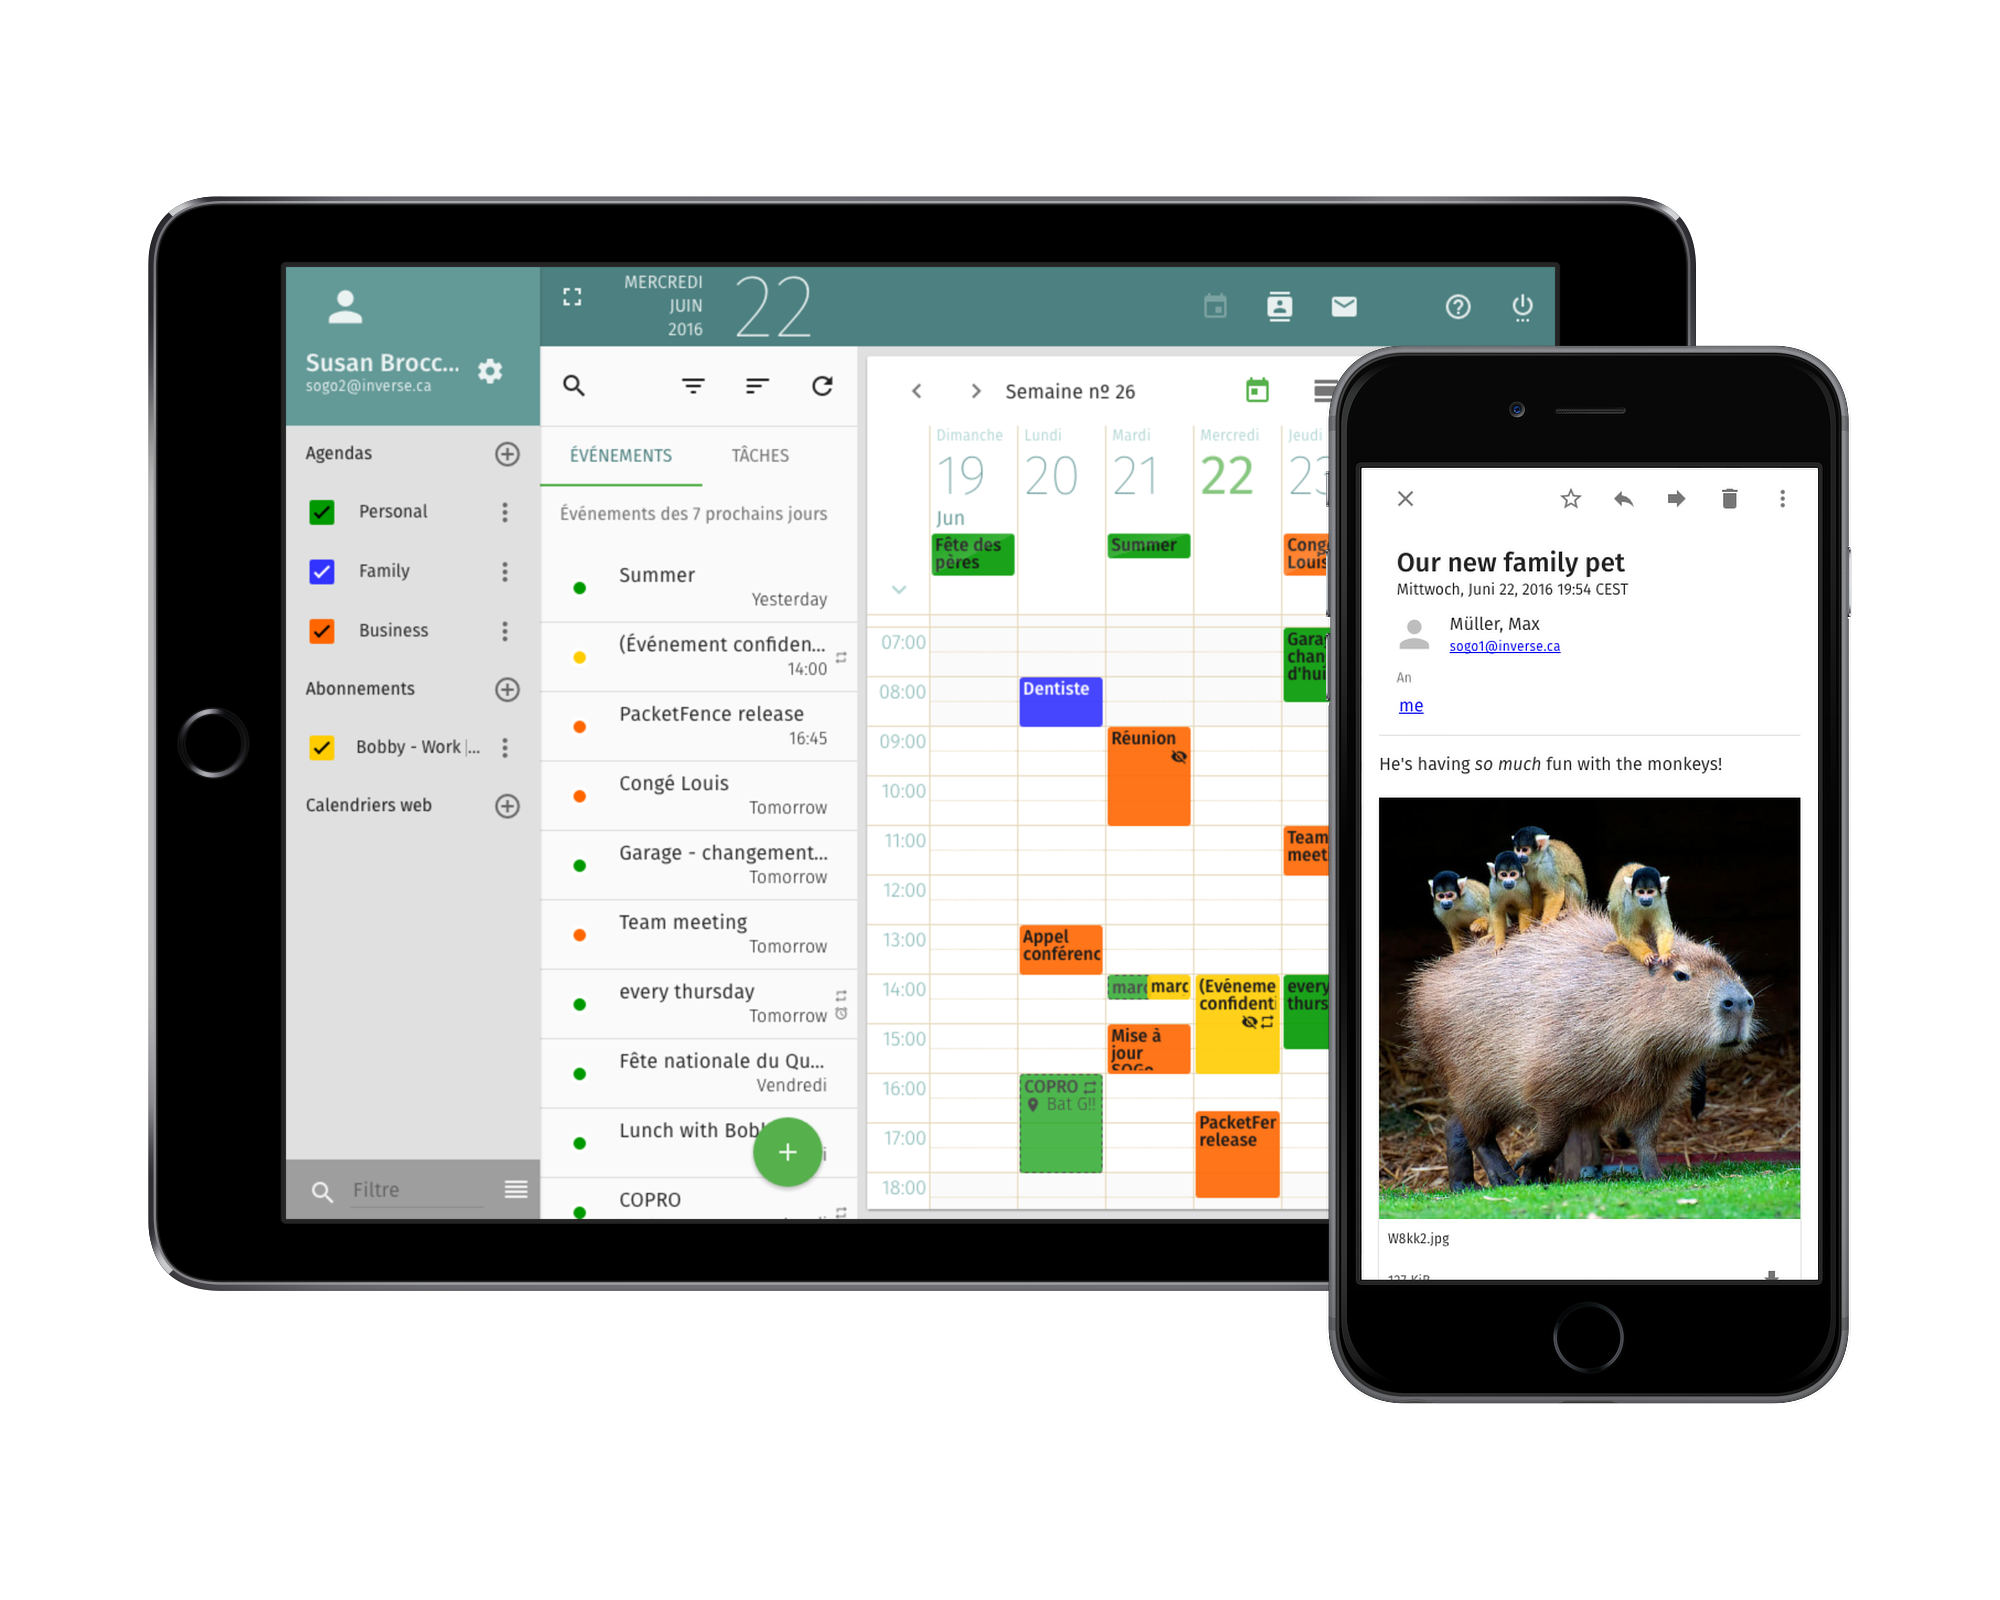 Susan Brocc...
sogo2@inverse.ca
Agendas
Personal
Family
Business
Abonnements
Bobby - Work |...
Calendriers web
Filtre
MERCREDI
JUIN
2016
22
ÉVÉNEMENTS TÂCHES
Événements des 7 prochains jours
Summer
Yesterday
(Événement confiden...
14:00
PacketFence release
16:45
Congé Louis
Tomorrow
Garage - changement...
Tomorrow
Team meeting
Tomorrow
every thursday
Tomorrow
Fête nationale du Qu...
Vendredi
Lunch with
COPRO
Semaine nº 26
Dimanche Lundi Mardi Mercredi Jeudi
19 20 21 22 23
Jun
Fête des
pères
Summer
Cong
Louis
07:00
08:00
09:00
10:00
11:00
12:00
13:00
14:00
15:00
16:00
17:00
18:00
Dentiste
Appel
conférenc
COPRO
Bat G!!
Réunion
marc marc
Mise à
jour
SOGo
(Evéneme
confidenti
PacketFer
release
Gara
chan
d'hui
Team
meet
every
thurs
Our new family pet
Mittwoch, Juni 22, 2016 19:54 CEST
Müller, Max
sogo1@inverse.ca
An
me
He's having so much fun with the monkeys!
W8kk2.jpg
127 KiB